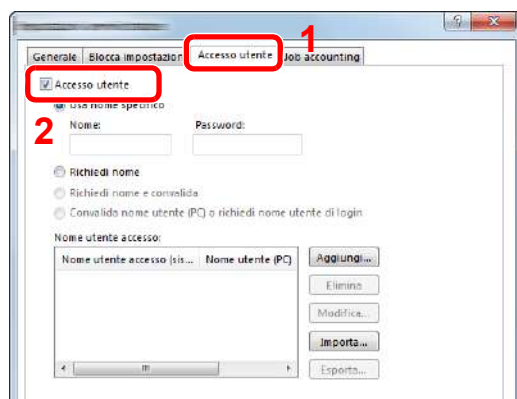 1
Generale Blocca impostazion Accesso utente Job accounting
Accesso utente
2
Usa nome specifico
Nome: Password:
Richiedi nome
Richiedi nome e convalida
Convalida nome utente (PC) o richiedi nome utente di login
Nome utente accesso:
Nome utente accesso (sis... Nome utente (PC) Aggiungi...
Elimina
Modifica...
Importa...
Esporta...